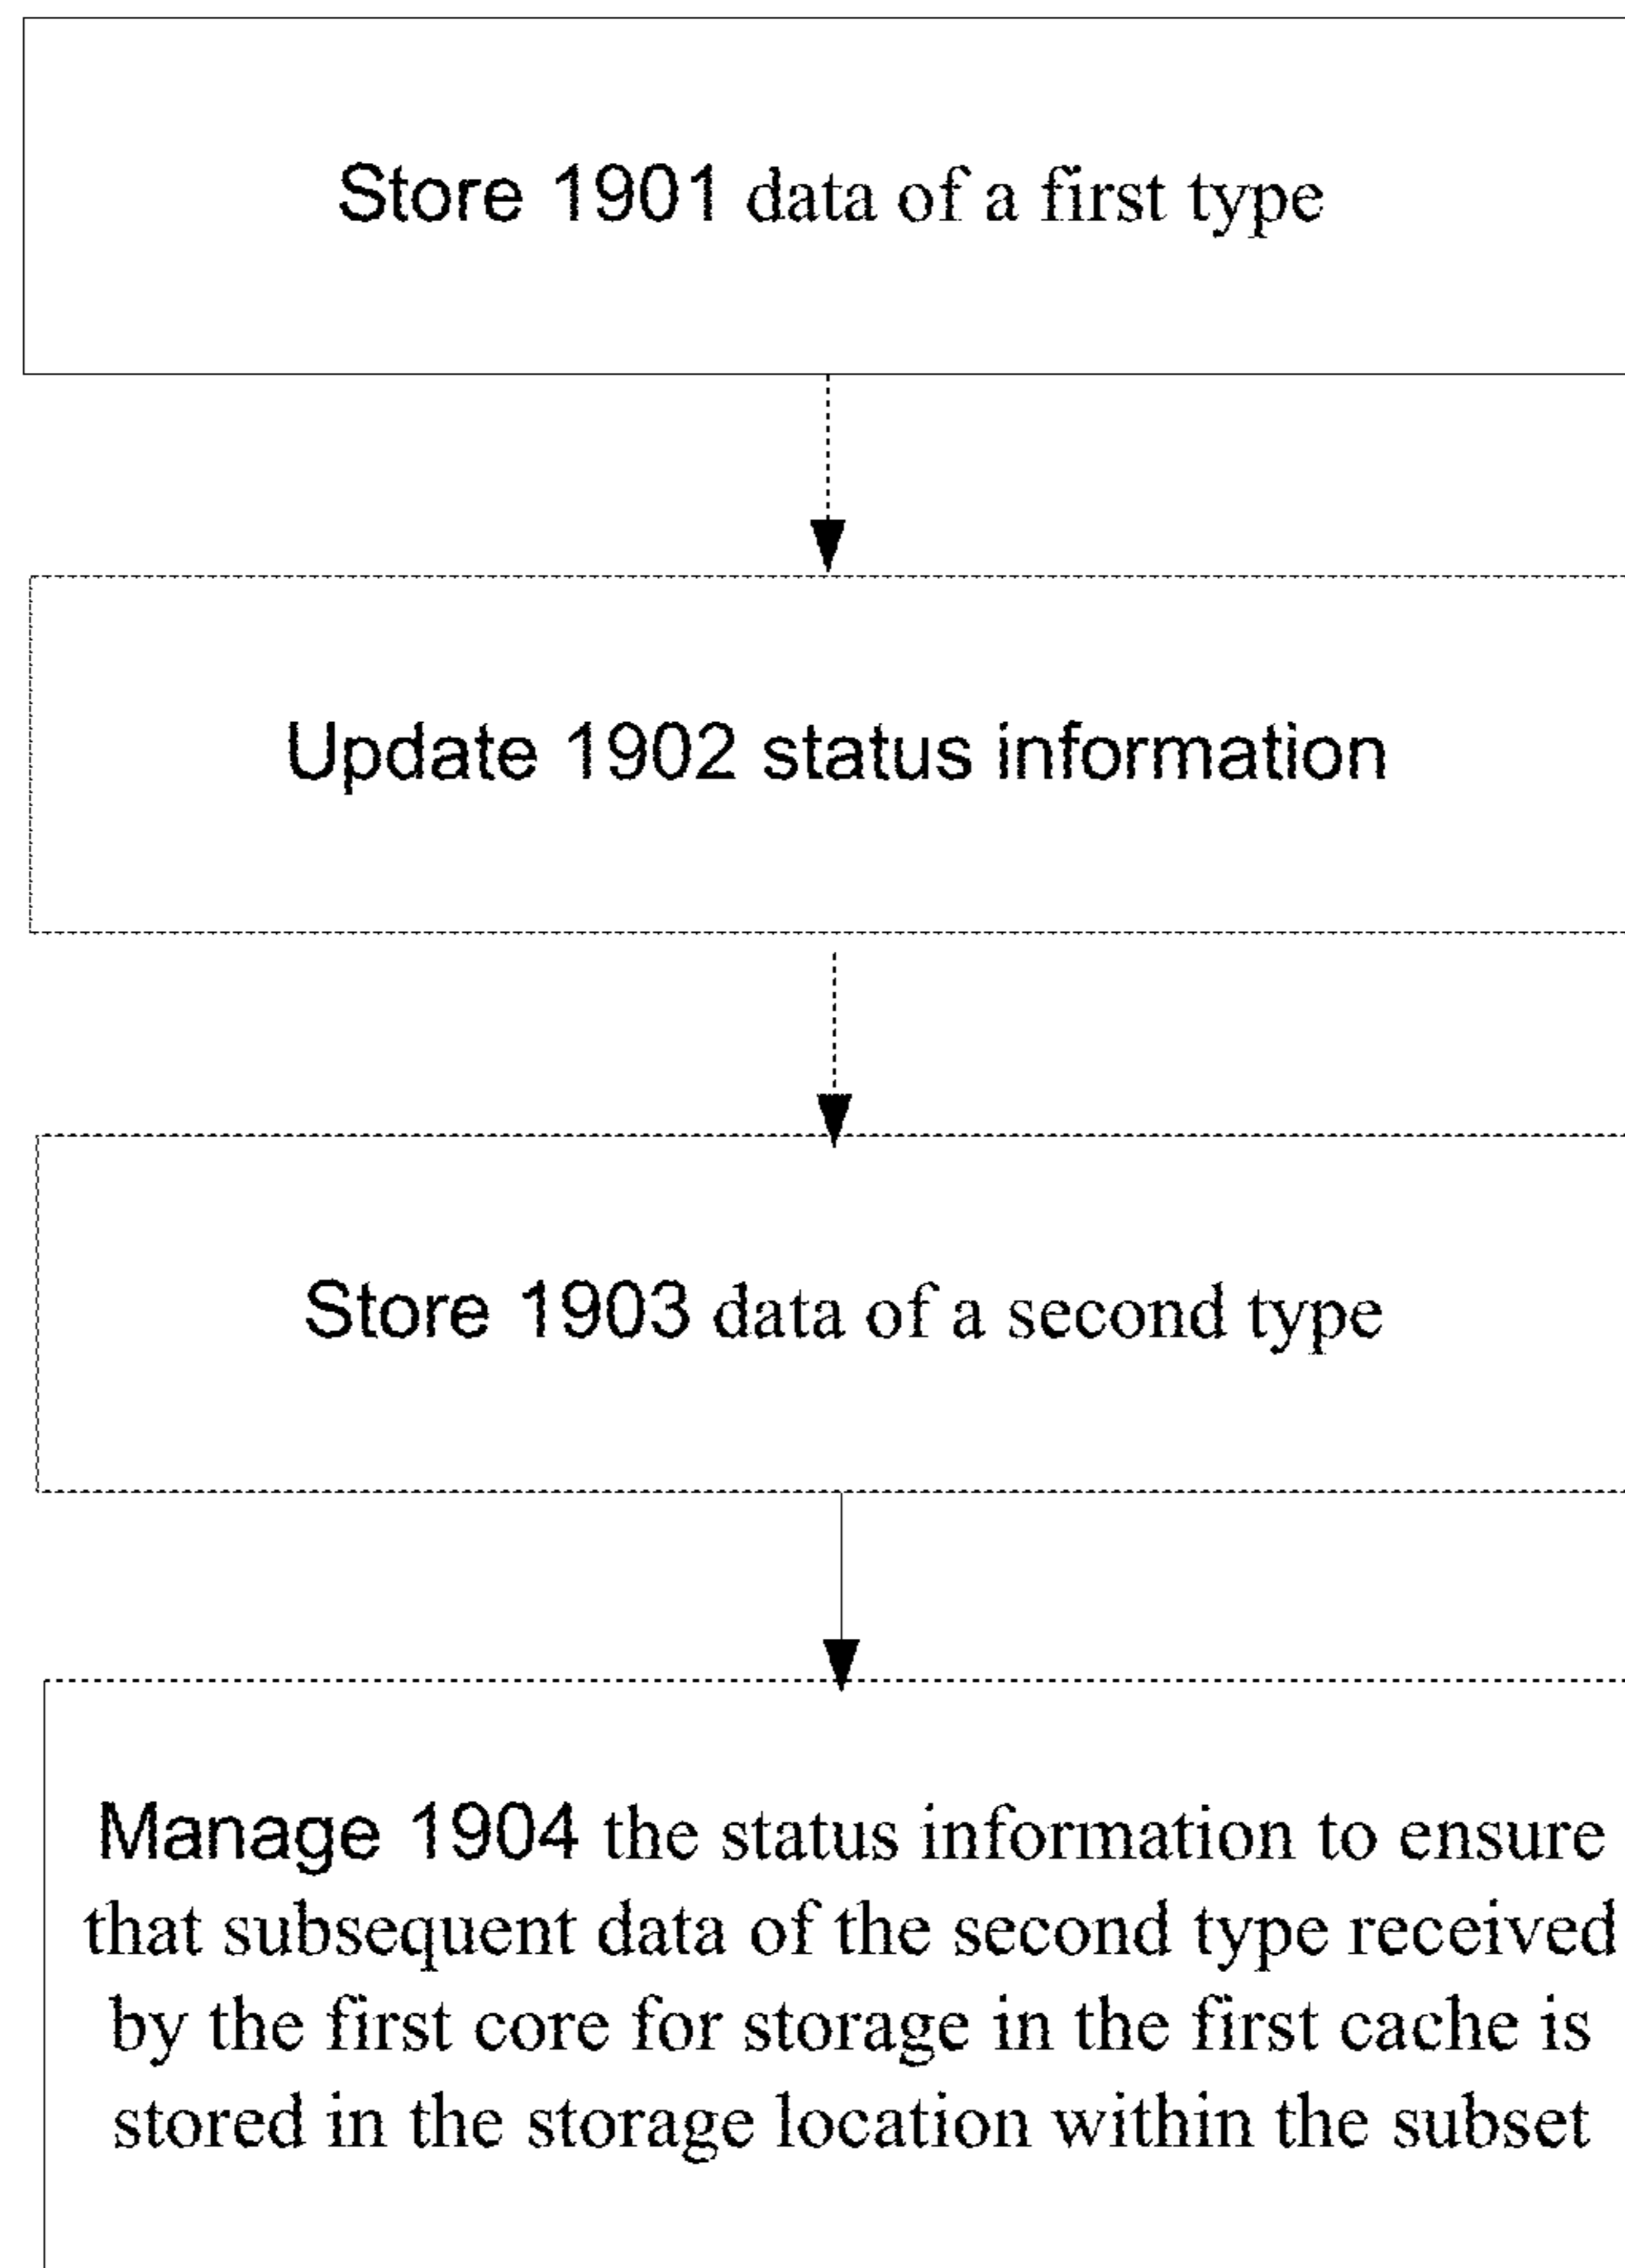 Store 1901 data of a first type
Update 1902 status information
Store 1903 data of a second type
Manage 1904 the status information to ensure
that subsequent data of the second type received
by the first core for storage in the first cache is
stored in the storage location within the subset